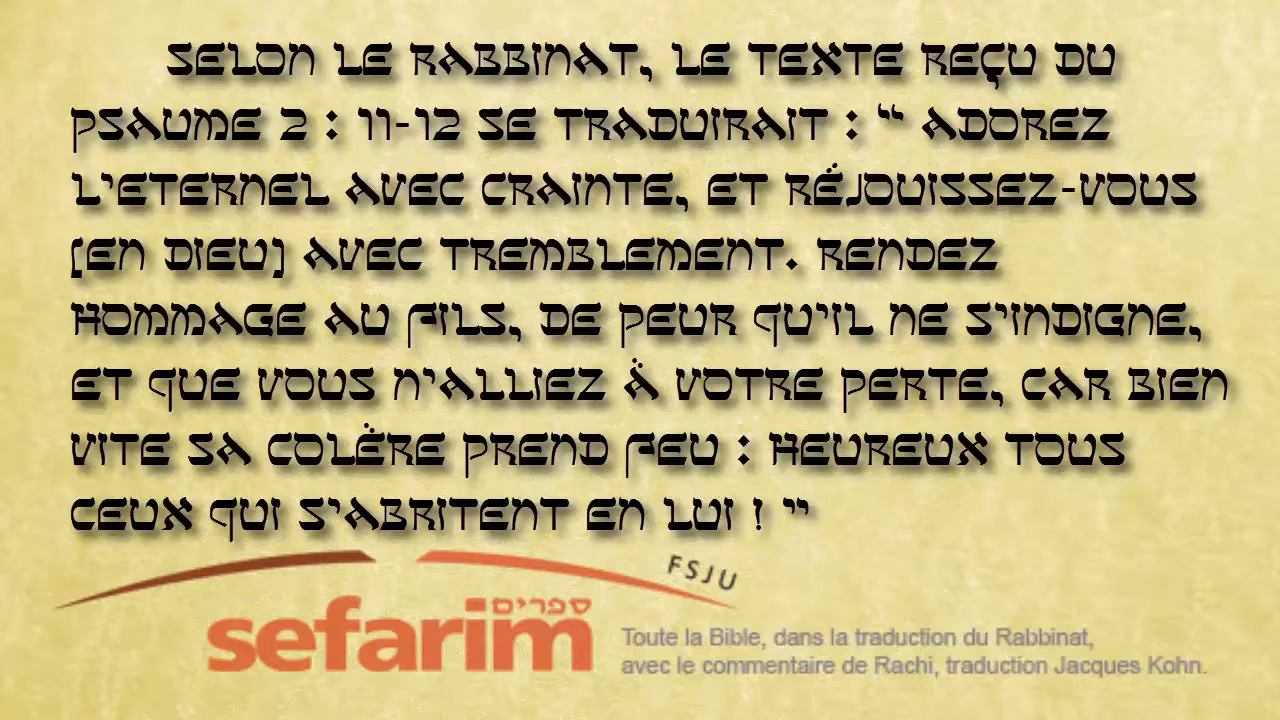 SELON LE RABBINAT, LE TEXTE REÇU DU
PSAUME 2 : 11-12 SE TRADUIRAIT : “ ADOREZ
L'ETERNEL AVEC CRAINTE, ET RÉJOUISSEZ-VOUS
[EN DIEU] AVEC TREMBLEMENT. RENDEZ
HOMMAGE AU FILS, DE PEUR QU'IL NE S'INDIGNE,
ET QUE VOUS N'ALLIEZ À VOTRE PERTE, CAR BIEN
VITE SA COLÈRE PREND FEU : HEUREUX TOUS
CEUX QUI S'ABRITENT EN LUI ! ”
FSJU
ספרים
sefarim
Toute la Bible, dans la traduction du Rabbinat,
avec le commentaire de Rachi, traduction Jacques Kohn.